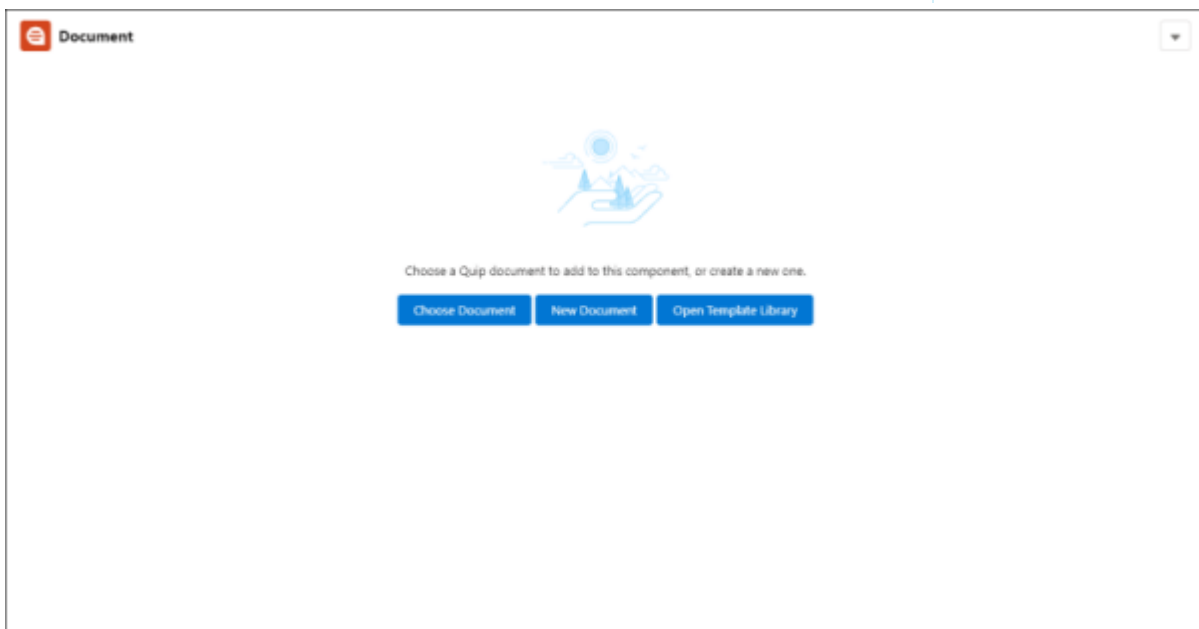 Document
Choose a Quip document to add to this component, or create a new one.
Choose Document New Document Open Template Library